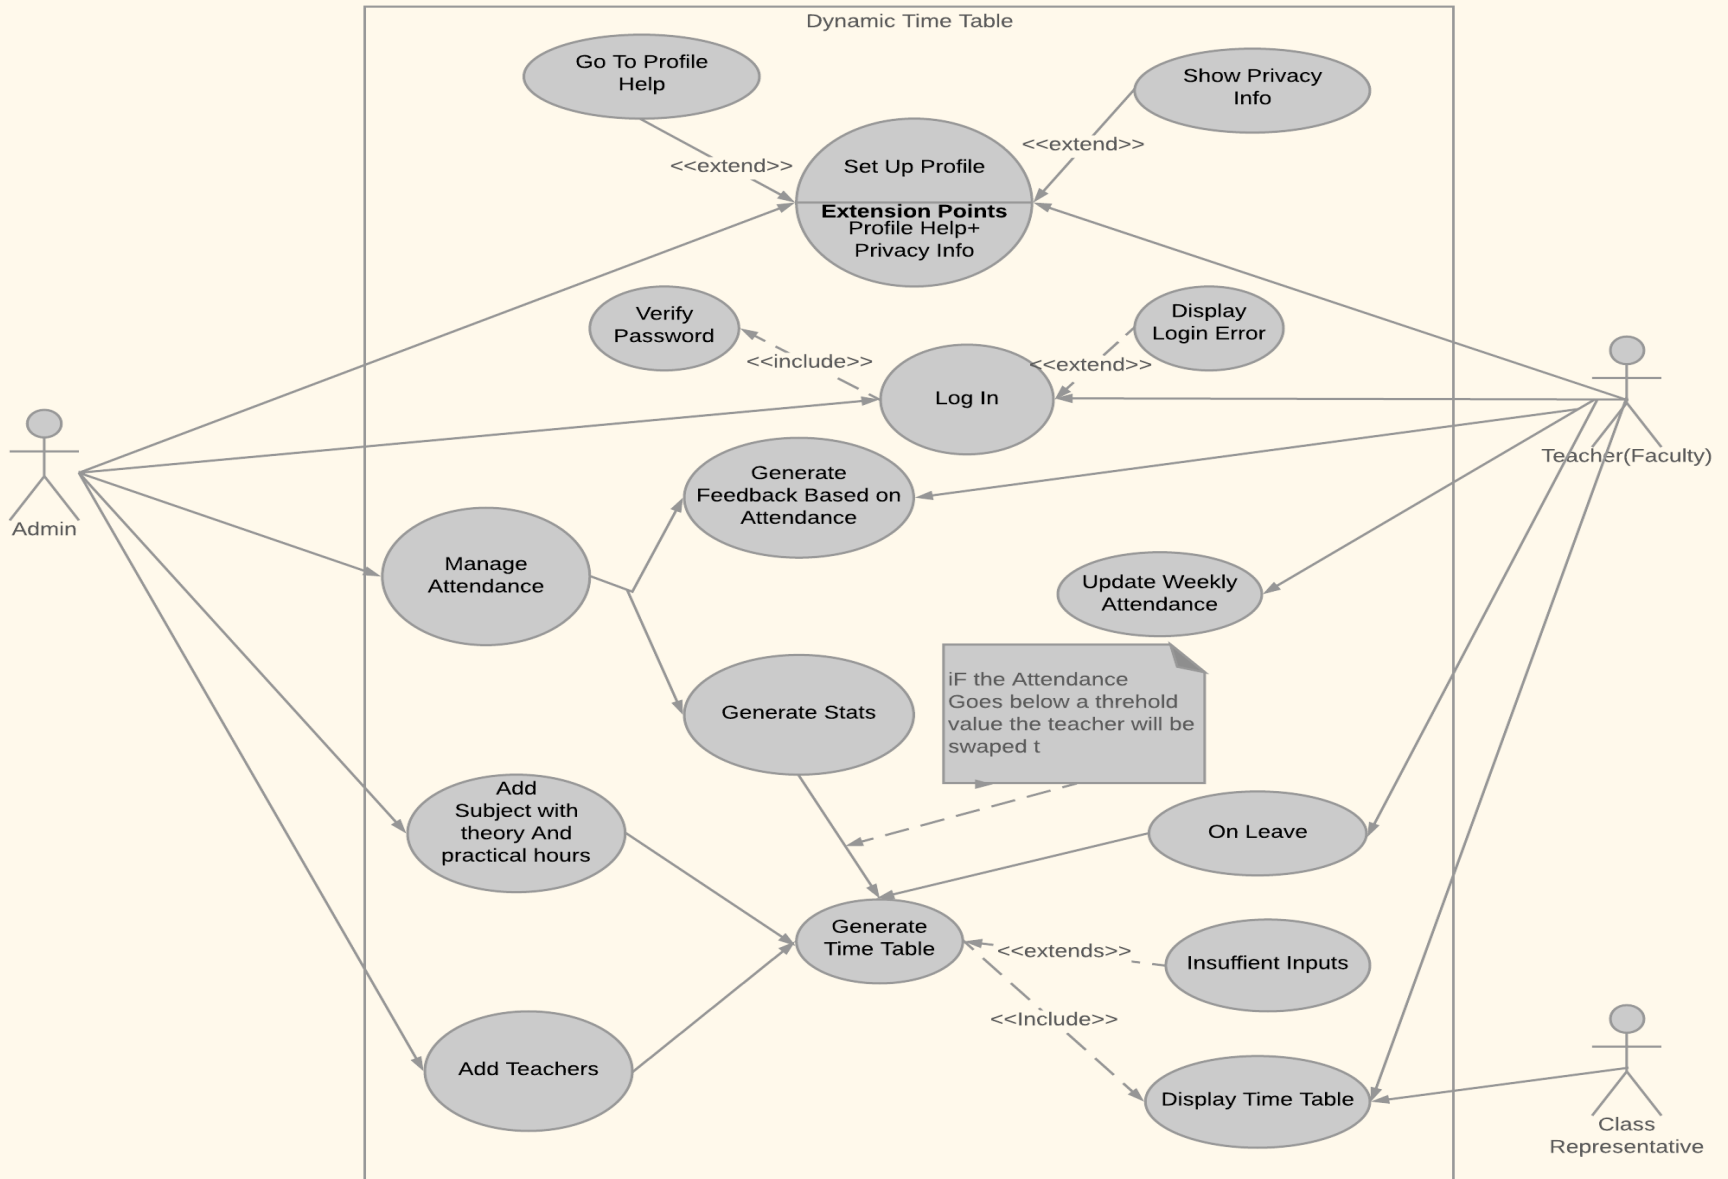 Dynamic Time Table
Go To Profile
Help
Show Privacy
Info
<<extend>>
<<extend>>
Set Up Profile
Extension Points
Profile Help+
Privacy Info
Verify
Password
Display
Login Error
<<include>>
<<extend>>
Log In
Admin
Teacher(Faculty)
Generate
Feedback Based on
Attendance
Manage
Attendance
Update Weekly
Attendance
iF the Attendance
Goes below a threhold
value the teacher will be
swaped t
Generate Stats
Add
Subject with
theory And
practical hours
On Leave
Generate
Time Table
<<extends>>
Insuffient Inputs
<<Include>>
Add Teachers
Display Time Table
Class
Representative